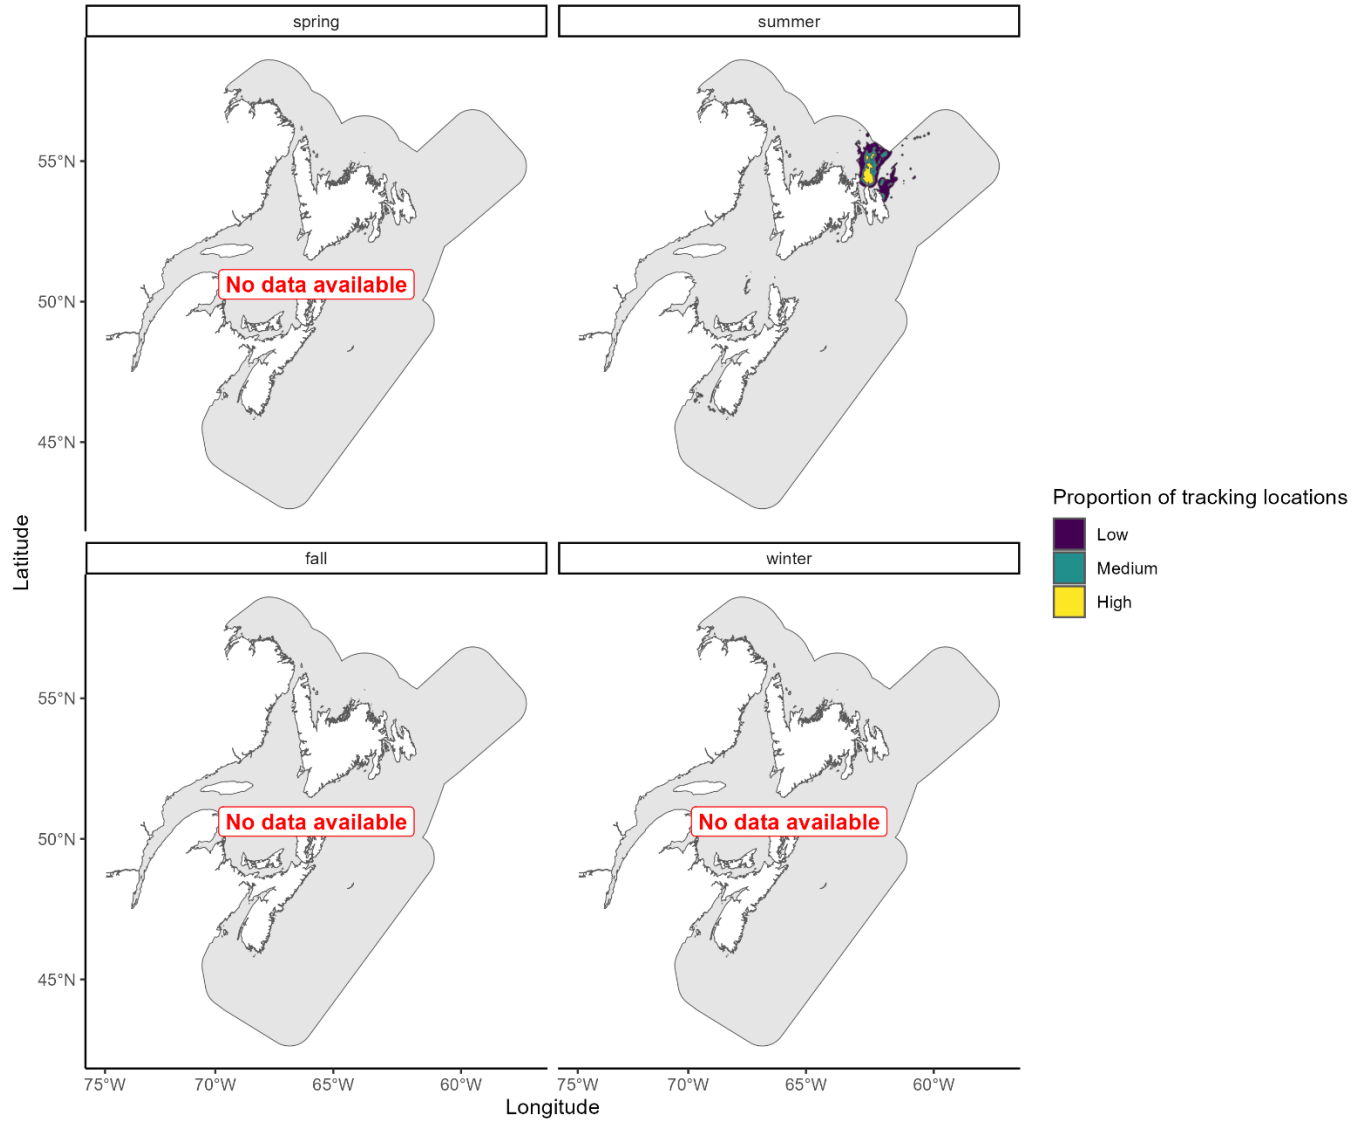 spring
summer
55°N
50°N
45°N
No data available
Proportion of tracking locations
Low
Medium
High
Latitude
fall
winter
55°N
50°N
45°N
No data available
No data available
75°W
70°W
65°W
60°W
75°W
70°W
65°W
60°W
Longitude